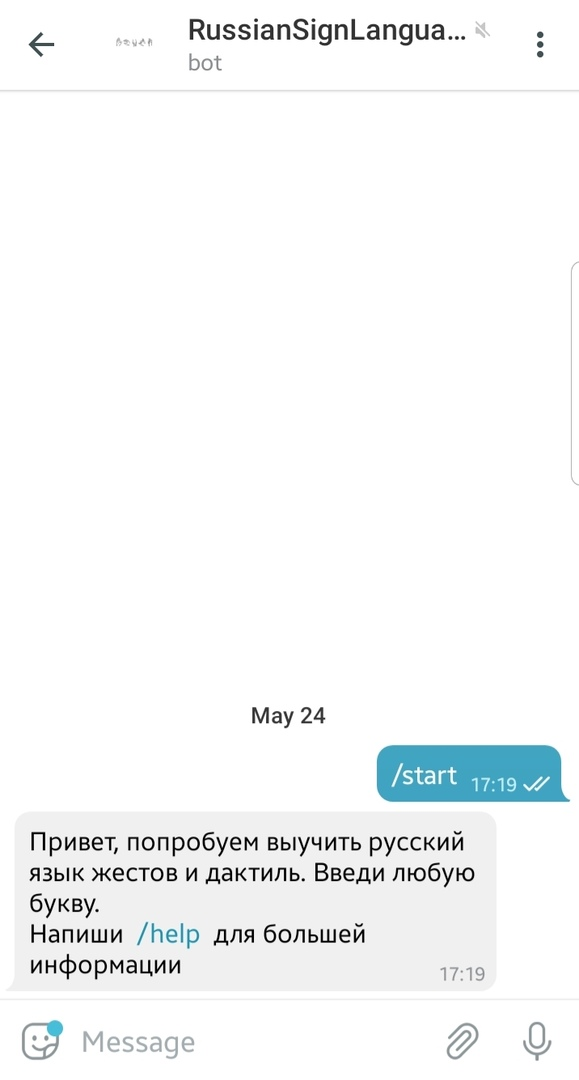 RussianSignLangua...
bot
May 24
/start 17:19
Привет, попробуем выучить русский
язык жестов и дактиль. Введи любую
букву.
Напиши /help для большей
информации
17:19
Message